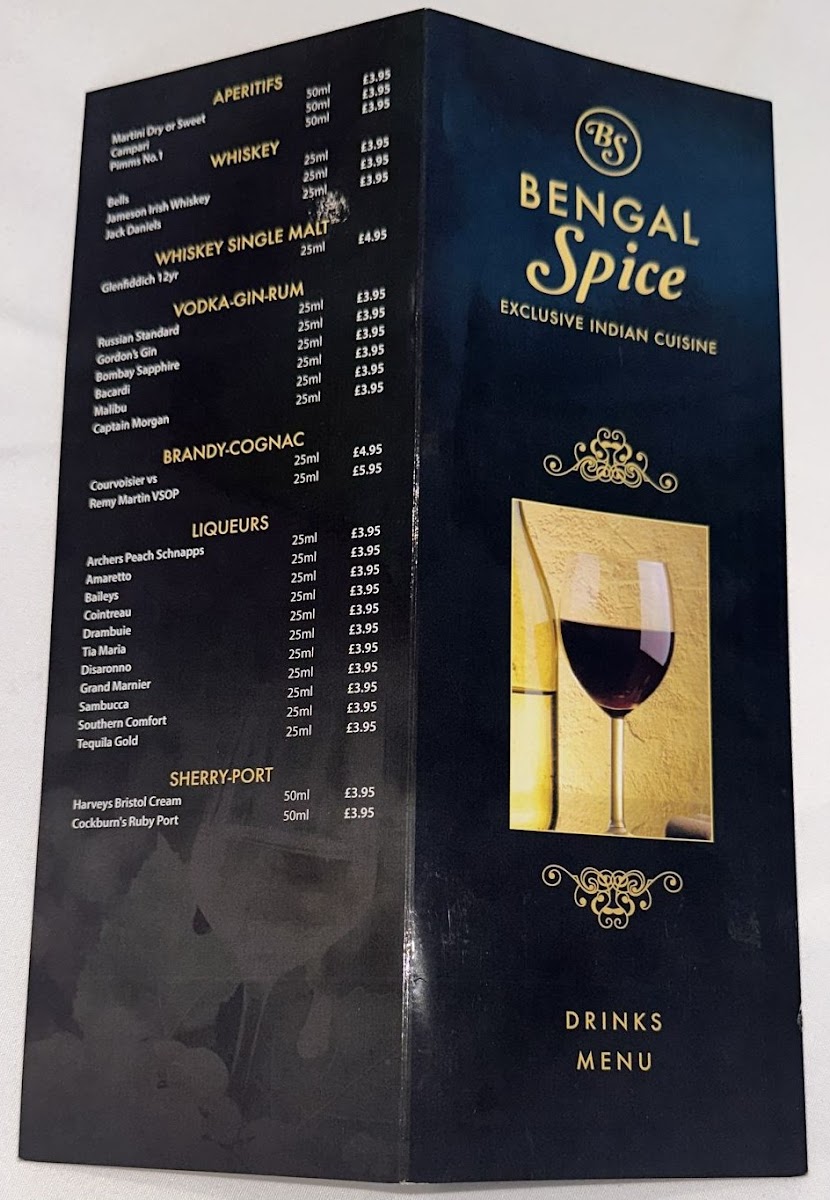 APERITIFS
Martini Dry or Sweet 50ml £3.95
Campari 50ml £3.95
Pimms No.1 50ml £3.95
WHISKEY
Bells 25ml £3.95
Jameson Irish Whiskey 25ml £3.95
Jack Daniels 25ml £3.95
WHISKEY SINGLE MALT
Glenfiddich 12yr 25ml £4.95
VODKA-GIN-RUM
Russian Standard 25ml £3.95
Gordon's Gin 25ml £3.95
Bombay Sapphire 25ml £3.95
Bacardi 25ml £3.95
Malibu 25ml £3.95
Captain Morgan 25ml £3.95
BRANDY-COGNAC
Courvoisier vs 25ml £4.95
Remy Martin VSOP 25ml £5.95
LIQUEURS
Archers Peach Schnapps 25ml £3.95
Amaretto 25ml £3.95
Baileys 25ml £3.95
Cointreau 25ml £3.95
Drambuie 25ml £3.95
Tia Maria 25ml £3.95
Disaronno 25ml £3.95
Grand Marnier 25ml £3.95
Sambucca 25ml £3.95
Southern Comfort 25ml £3.95
Tequila Gold 25ml £3.95
SHERRY-PORT
Harveys Bristol Cream 50ml £3.95
Cockburn's Ruby Port 50ml £3.95
BS
BENGAL
Spice
EXCLUSIVE INDIAN CUISINE
DRINKS
MENU